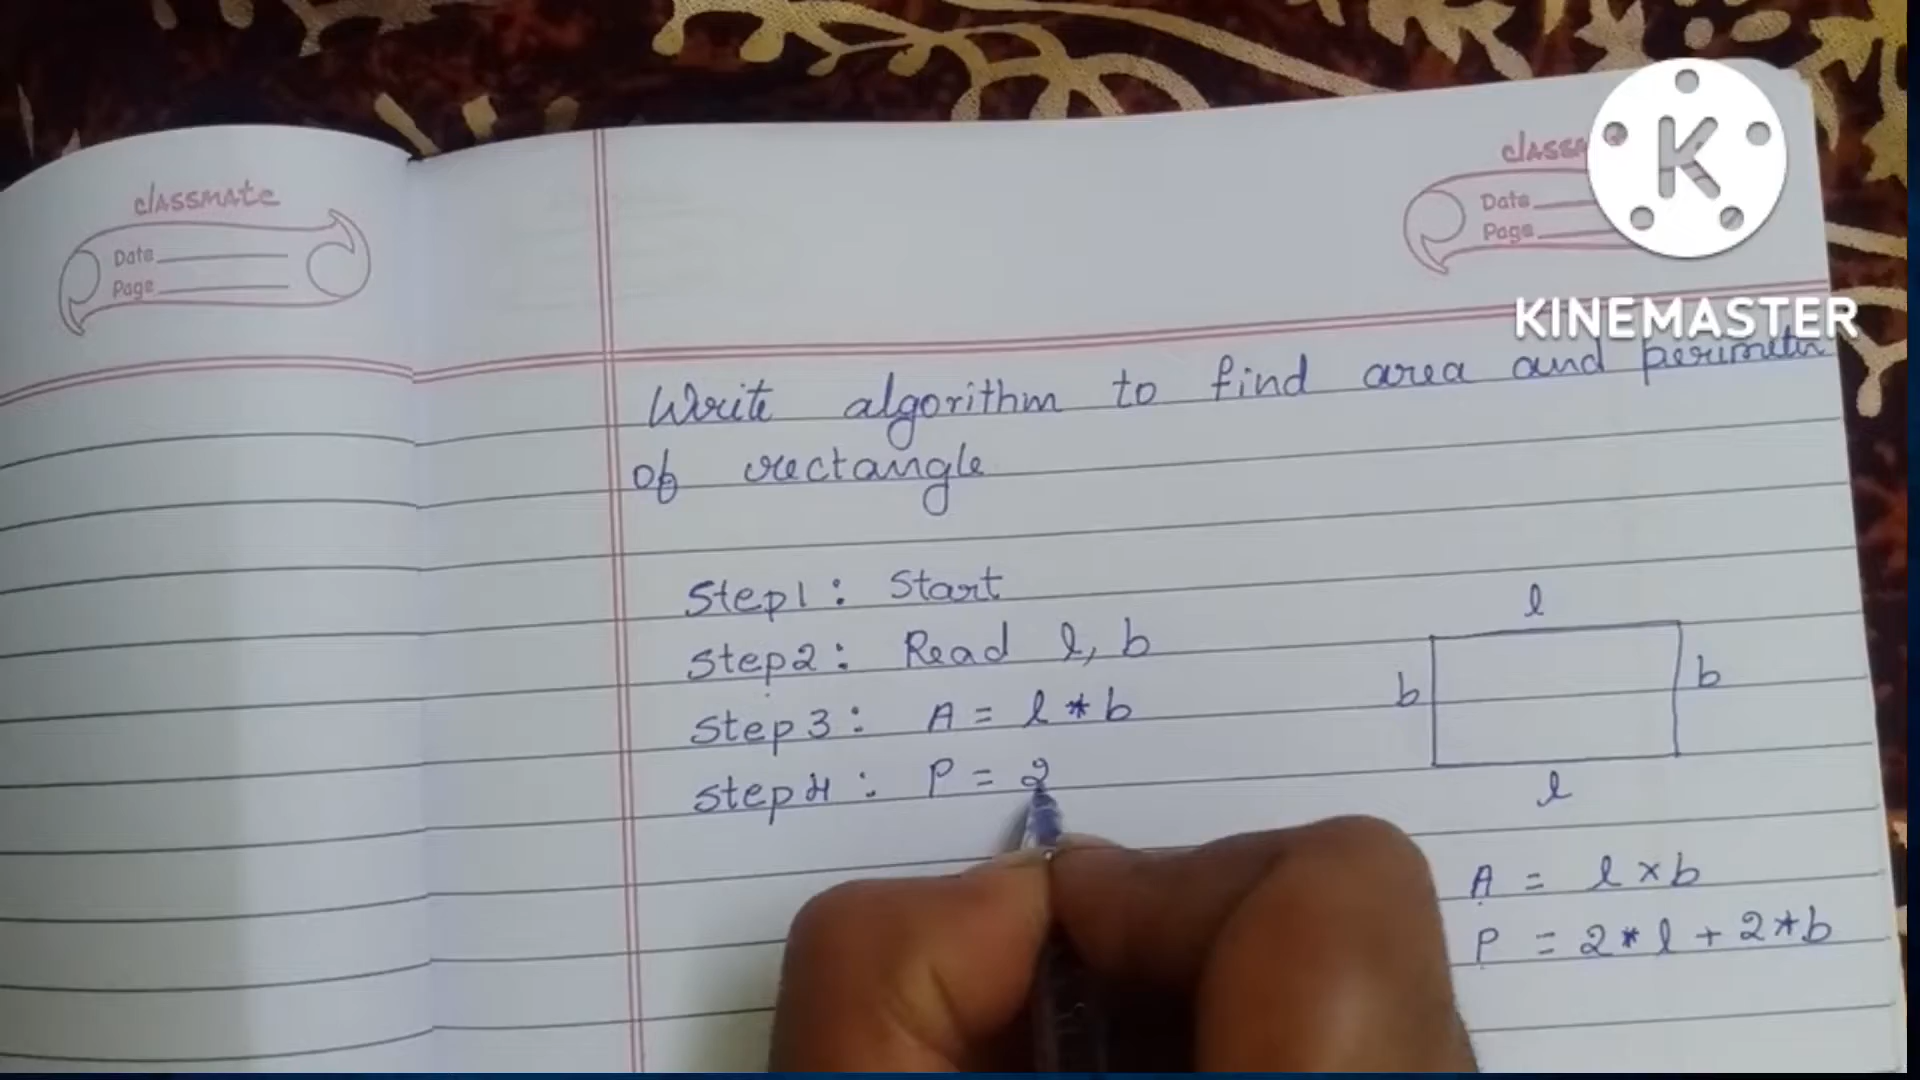 classmate
Date
Page
Date
Page
KINEMASTER
Write algorithm to find area and perimeter
of rectangle
Step1 : Start
Step2 : Read l, b
Step3 : A = l * b
Step4 : P = 2
l
b
b
l
A = l × b
P = 2 * l + 2 * b